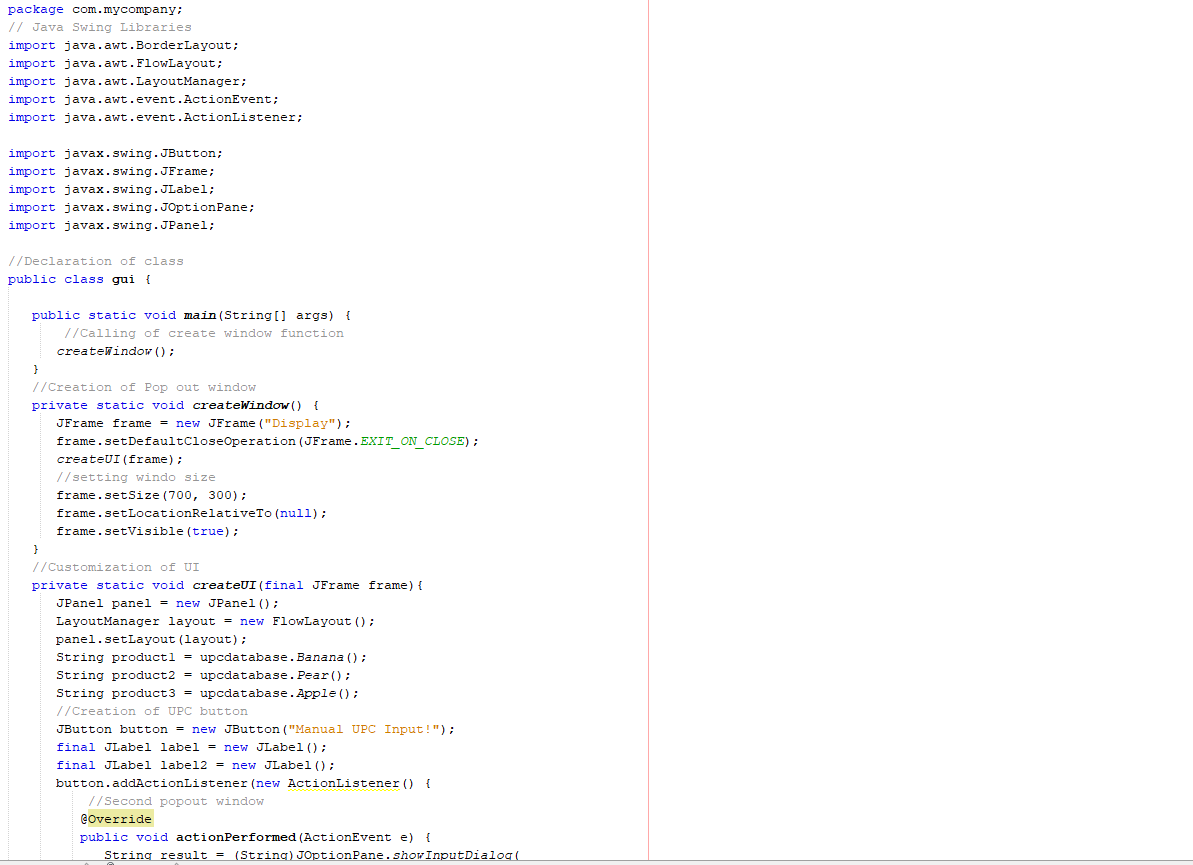 package com.mycompany;
// Java Swing Libraries
import java.awt.BorderLayout;
import java.awt.FlowLayout;
import java.awt.LayoutManager;
import java.awt.event.ActionEvent;
import java.awt.event.ActionListener;

import javax.swing.JButton;
import javax.swing.JFrame;
import javax.swing.JLabel;
import javax.swing.JOptionPane;
import javax.swing.JPanel;

//Declaration of class
public class gui {

   public static void main(String[] args) {
       //Calling of create window function
      createWindow();
   }
   //Creation of Pop out window
   private static void createWindow() {
      JFrame frame = new JFrame("Display");
      frame.setDefaultCloseOperation(JFrame.EXIT_ON_CLOSE);
      createUI(frame);
      //setting windo size
      frame.setSize(700, 300);
      frame.setLocationRelativeTo(null);
      frame.setVisible(true);
   }
   //Customization of UI
   private static void createUI(final JFrame frame){
      JPanel panel = new JPanel();
      LayoutManager layout = new FlowLayout();
      panel.setLayout(layout);
      String product1 = upcdatabase.Banana();
      String product2 = upcdatabase.Pear();
      String product3 = upcdatabase.Apple();
      //Creation of UPC button
      JButton button = new JButton("Manual UPC Input!");
      final JLabel label = new JLabel();
      final JLabel label2 = new JLabel();
      button.addActionListener(new ActionListener() {
          //Second popout window
         @Override
         public void actionPerformed(ActionEvent e) {
            String result = (String)JOptionPane.showInputDialog(